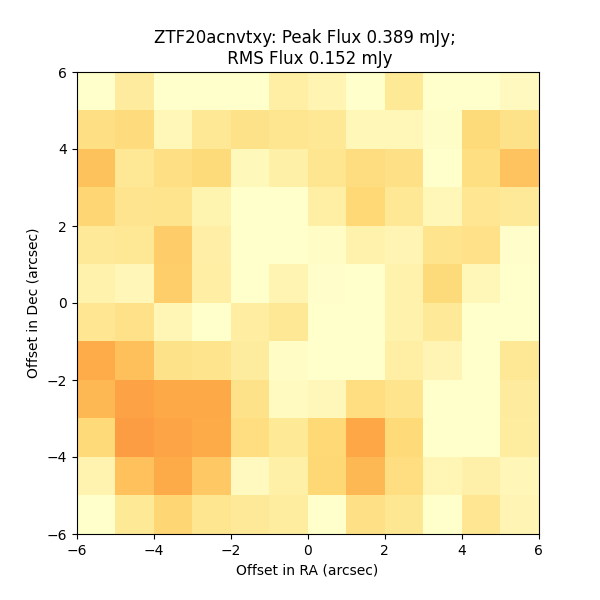 ZTF20acnvtxy: Peak Flux 0.389 mJy;
RMS Flux 0.152 mJy
6
4
2
0
−2
−4
−6
Offset in Dec (arcsec)
−6 −4 −2 0 2 4 6
Offset in RA (arcsec)